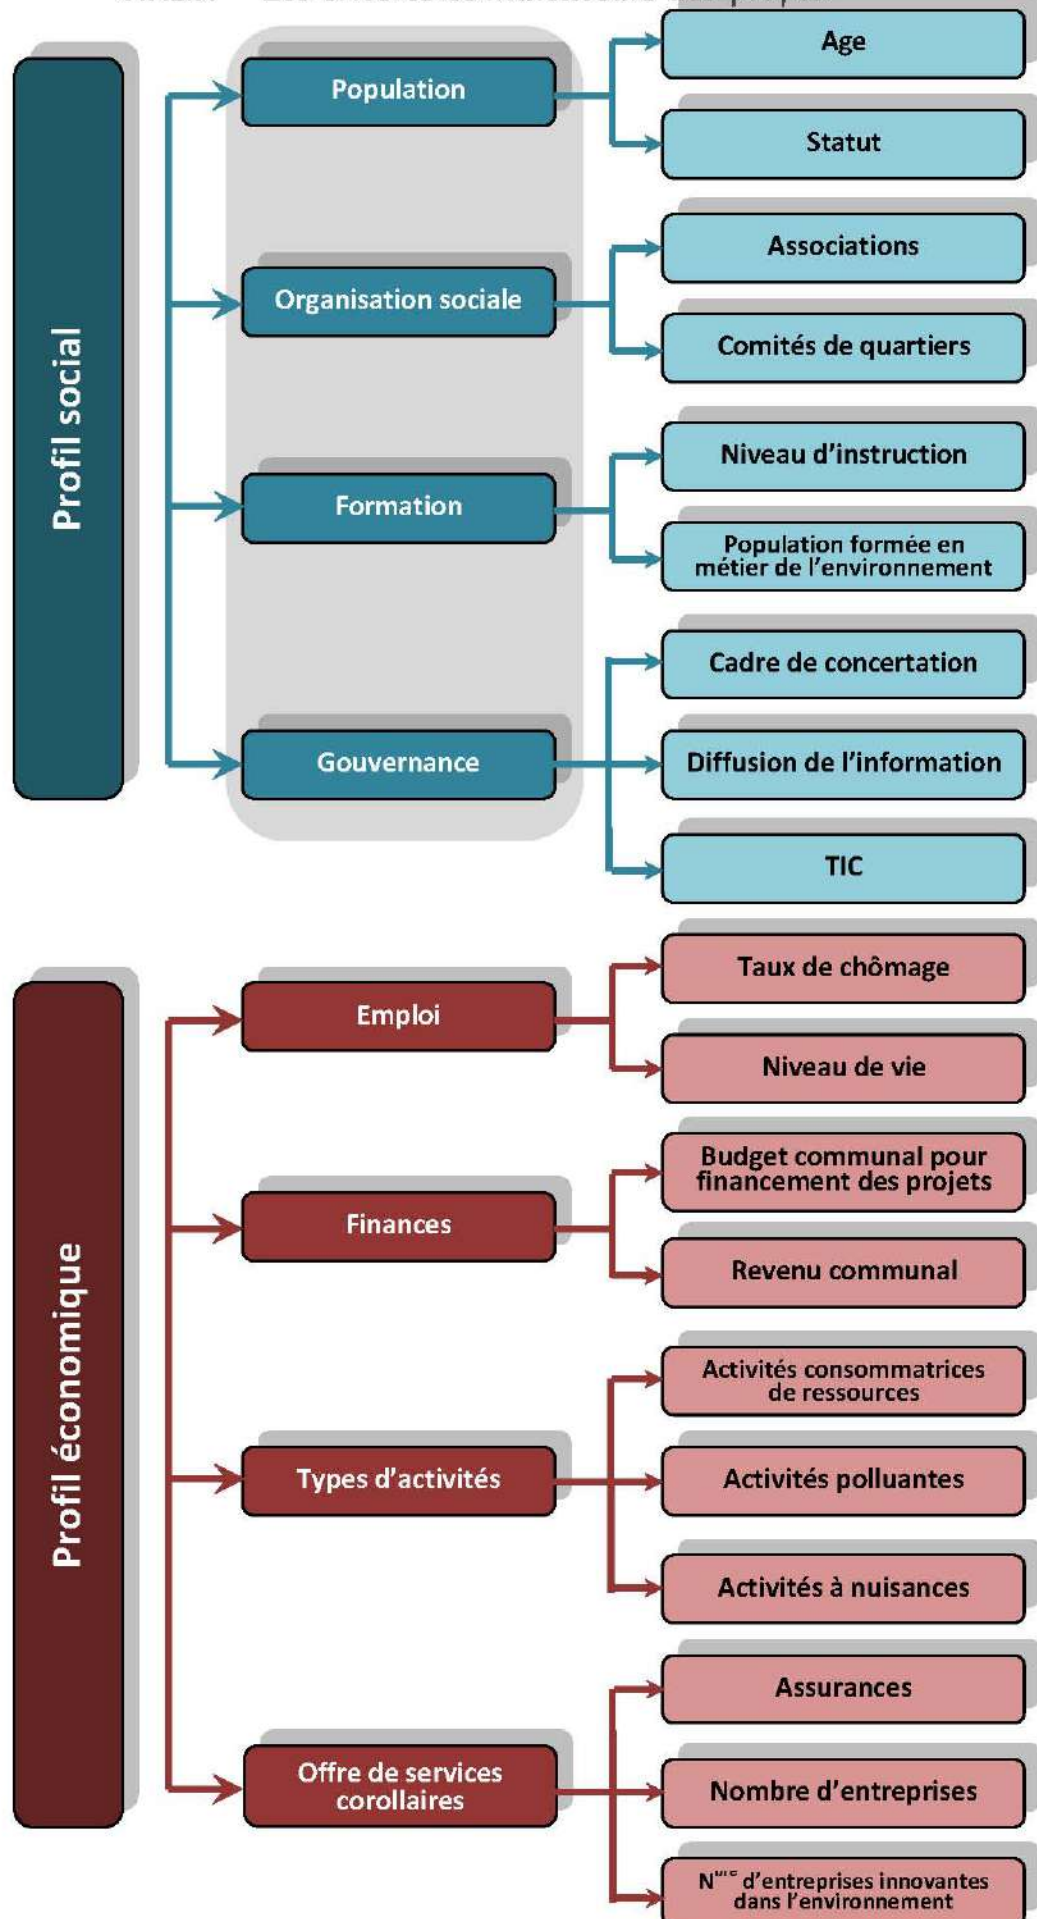 Profil social
Population
Age
Statut
Organisation sociale
Associations
Comités de quartiers
Formation
Niveau d'instruction
Population formée en
métier de l'environnement
Gouvernance
Cadre de concertation
Diffusion de l'information
TIC
Profil économique
Emploi
Taux de chômage
Niveau de vie
Finances
Budget communal pour
financement des projets
Revenu communal
Types d'activités
Activités consommatrices
de ressources
Activités polluantes
Activités à nuisances
Offre de services
corollaires
Assurances
Nombre d'entreprises
N<sup>bre</sup> d'entreprises innovantes
dans l'environnement